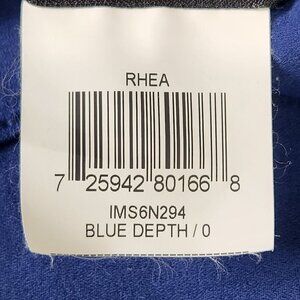 RHEA
7 25942 80166 8
IMS6N294
BLUE DEPTH / 0